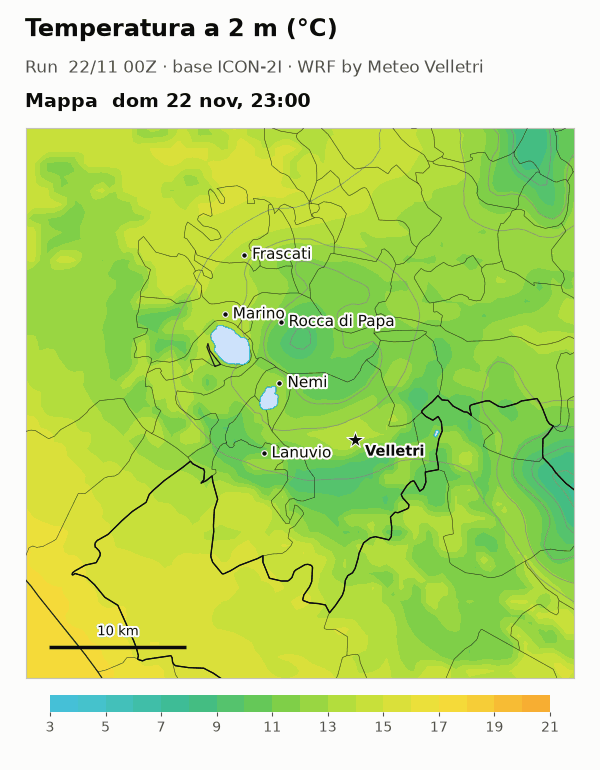 Temperatura a 2 m (°C)
Run  22/11 00Z · base ICON-2I · WRF by Meteo Velletri
Mappa  dom 22 nov, 23:00
Frascati
Marino
Rocca di Papa
Nemi
Lanuvio
Velletri
10 km
3 5 7 9 11 13 15 17 19 21